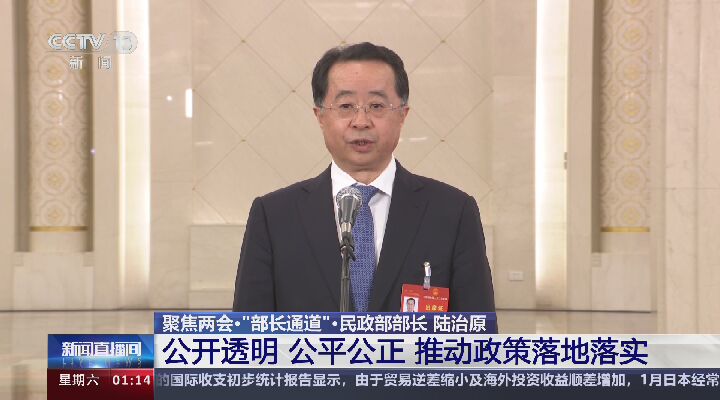 CCTV 13
新闻
聚焦两会·"部长通道"·民政部部长 陆治原
新闻直播间
公开透明 公平公正 推动政策落地落实
星期六 01:14 的国际收支初步统计报告显示，由于贸易逆差缩小及海外投资收益顺差增加，1月日本经常